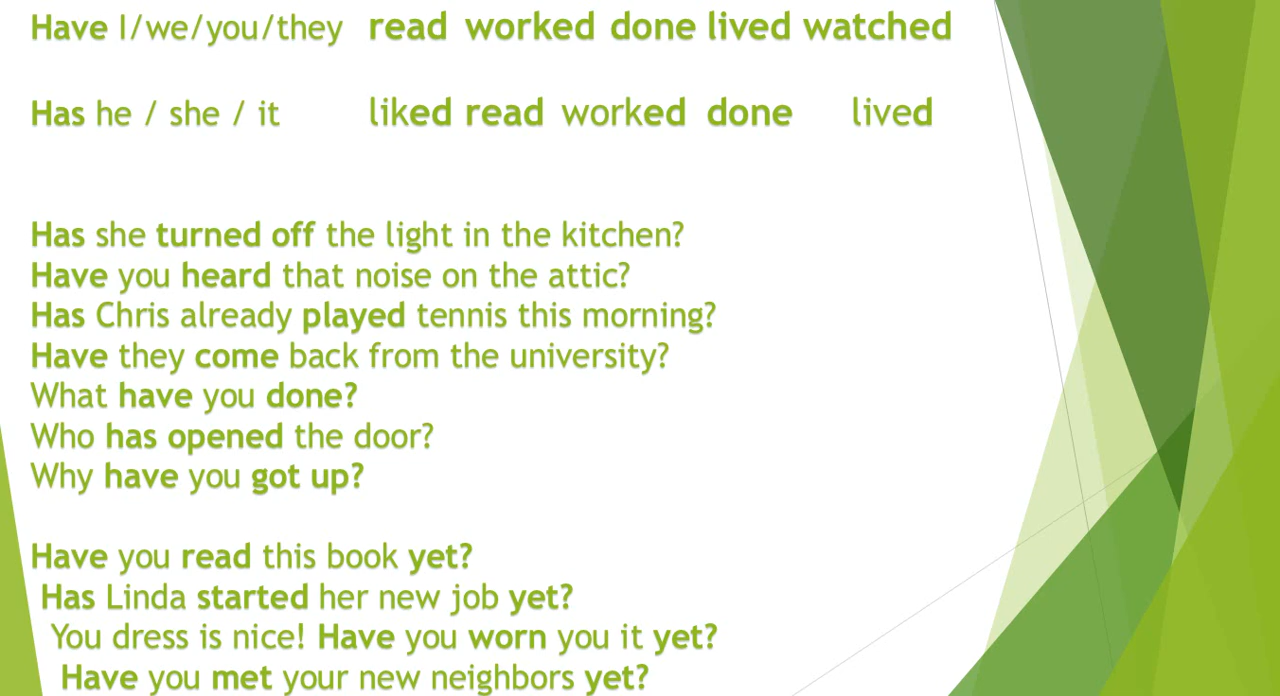 Have I/we/you/they read worked done lived watched
Has he / she / it liked read worked done lived
Has she turned off the light in the kitchen?
Have you heard that noise on the attic?
Has Chris already played tennis this morning?
Have they come back from the university?
What have you done?
Who has opened the door?
Why have you got up?
Have you read this book yet?
Has Linda started her new job yet?
You dress is nice! Have you worn you it yet?
Have you met your new neighbors yet?